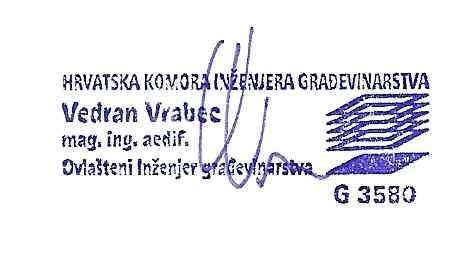 HRVATSKA KOMORA INŽENJERA GRAĐEVINARSTVA
Vedran Vrabec
mag. ing. aedif.
Ovlašteni inženjer građevinarstva
G 3580